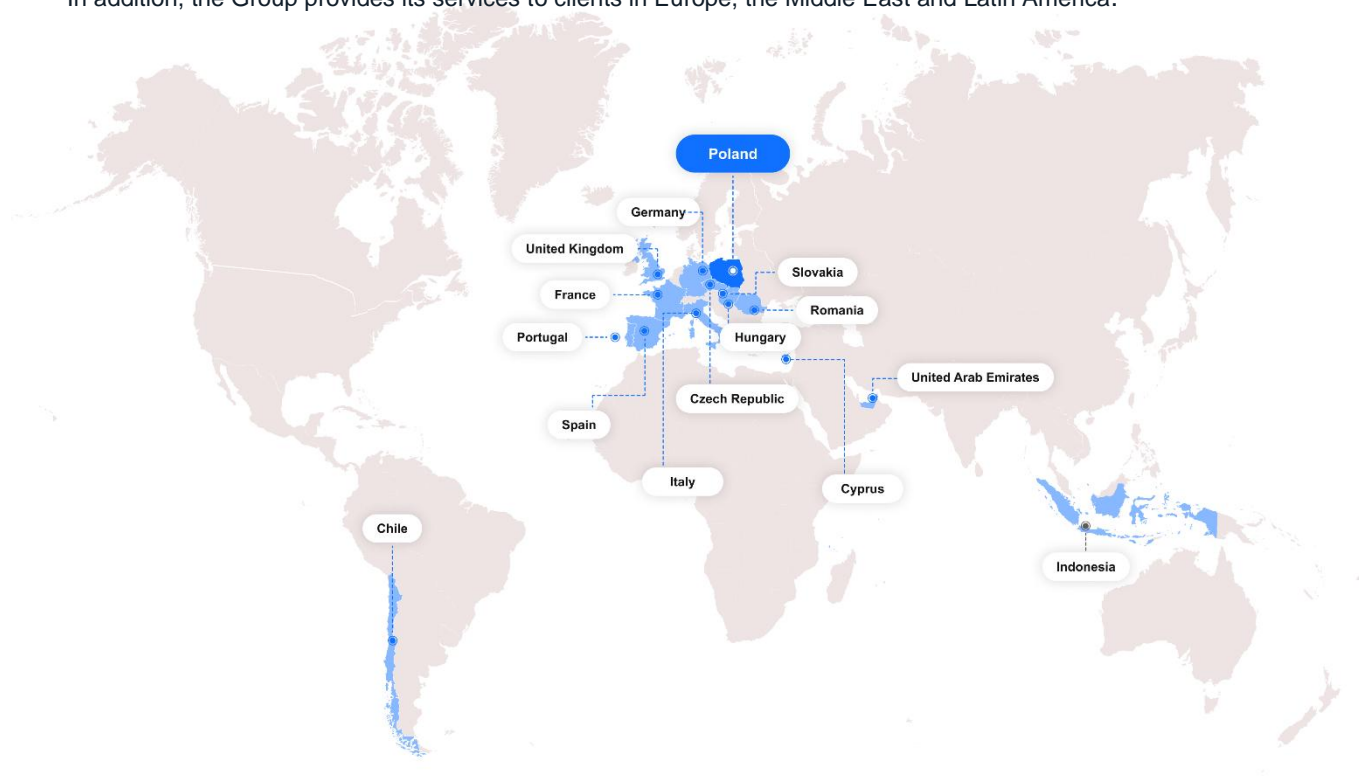 In addition, the Group provides its services to clients in Europe, the Middle East and Latin America.
Poland
Germany
United Kingdom
Slovakia
France
Romania
Portugal
Hungary
United Arab Emirates
Czech Republic
Spain
Italy
Cyprus
Chile
Indonesia